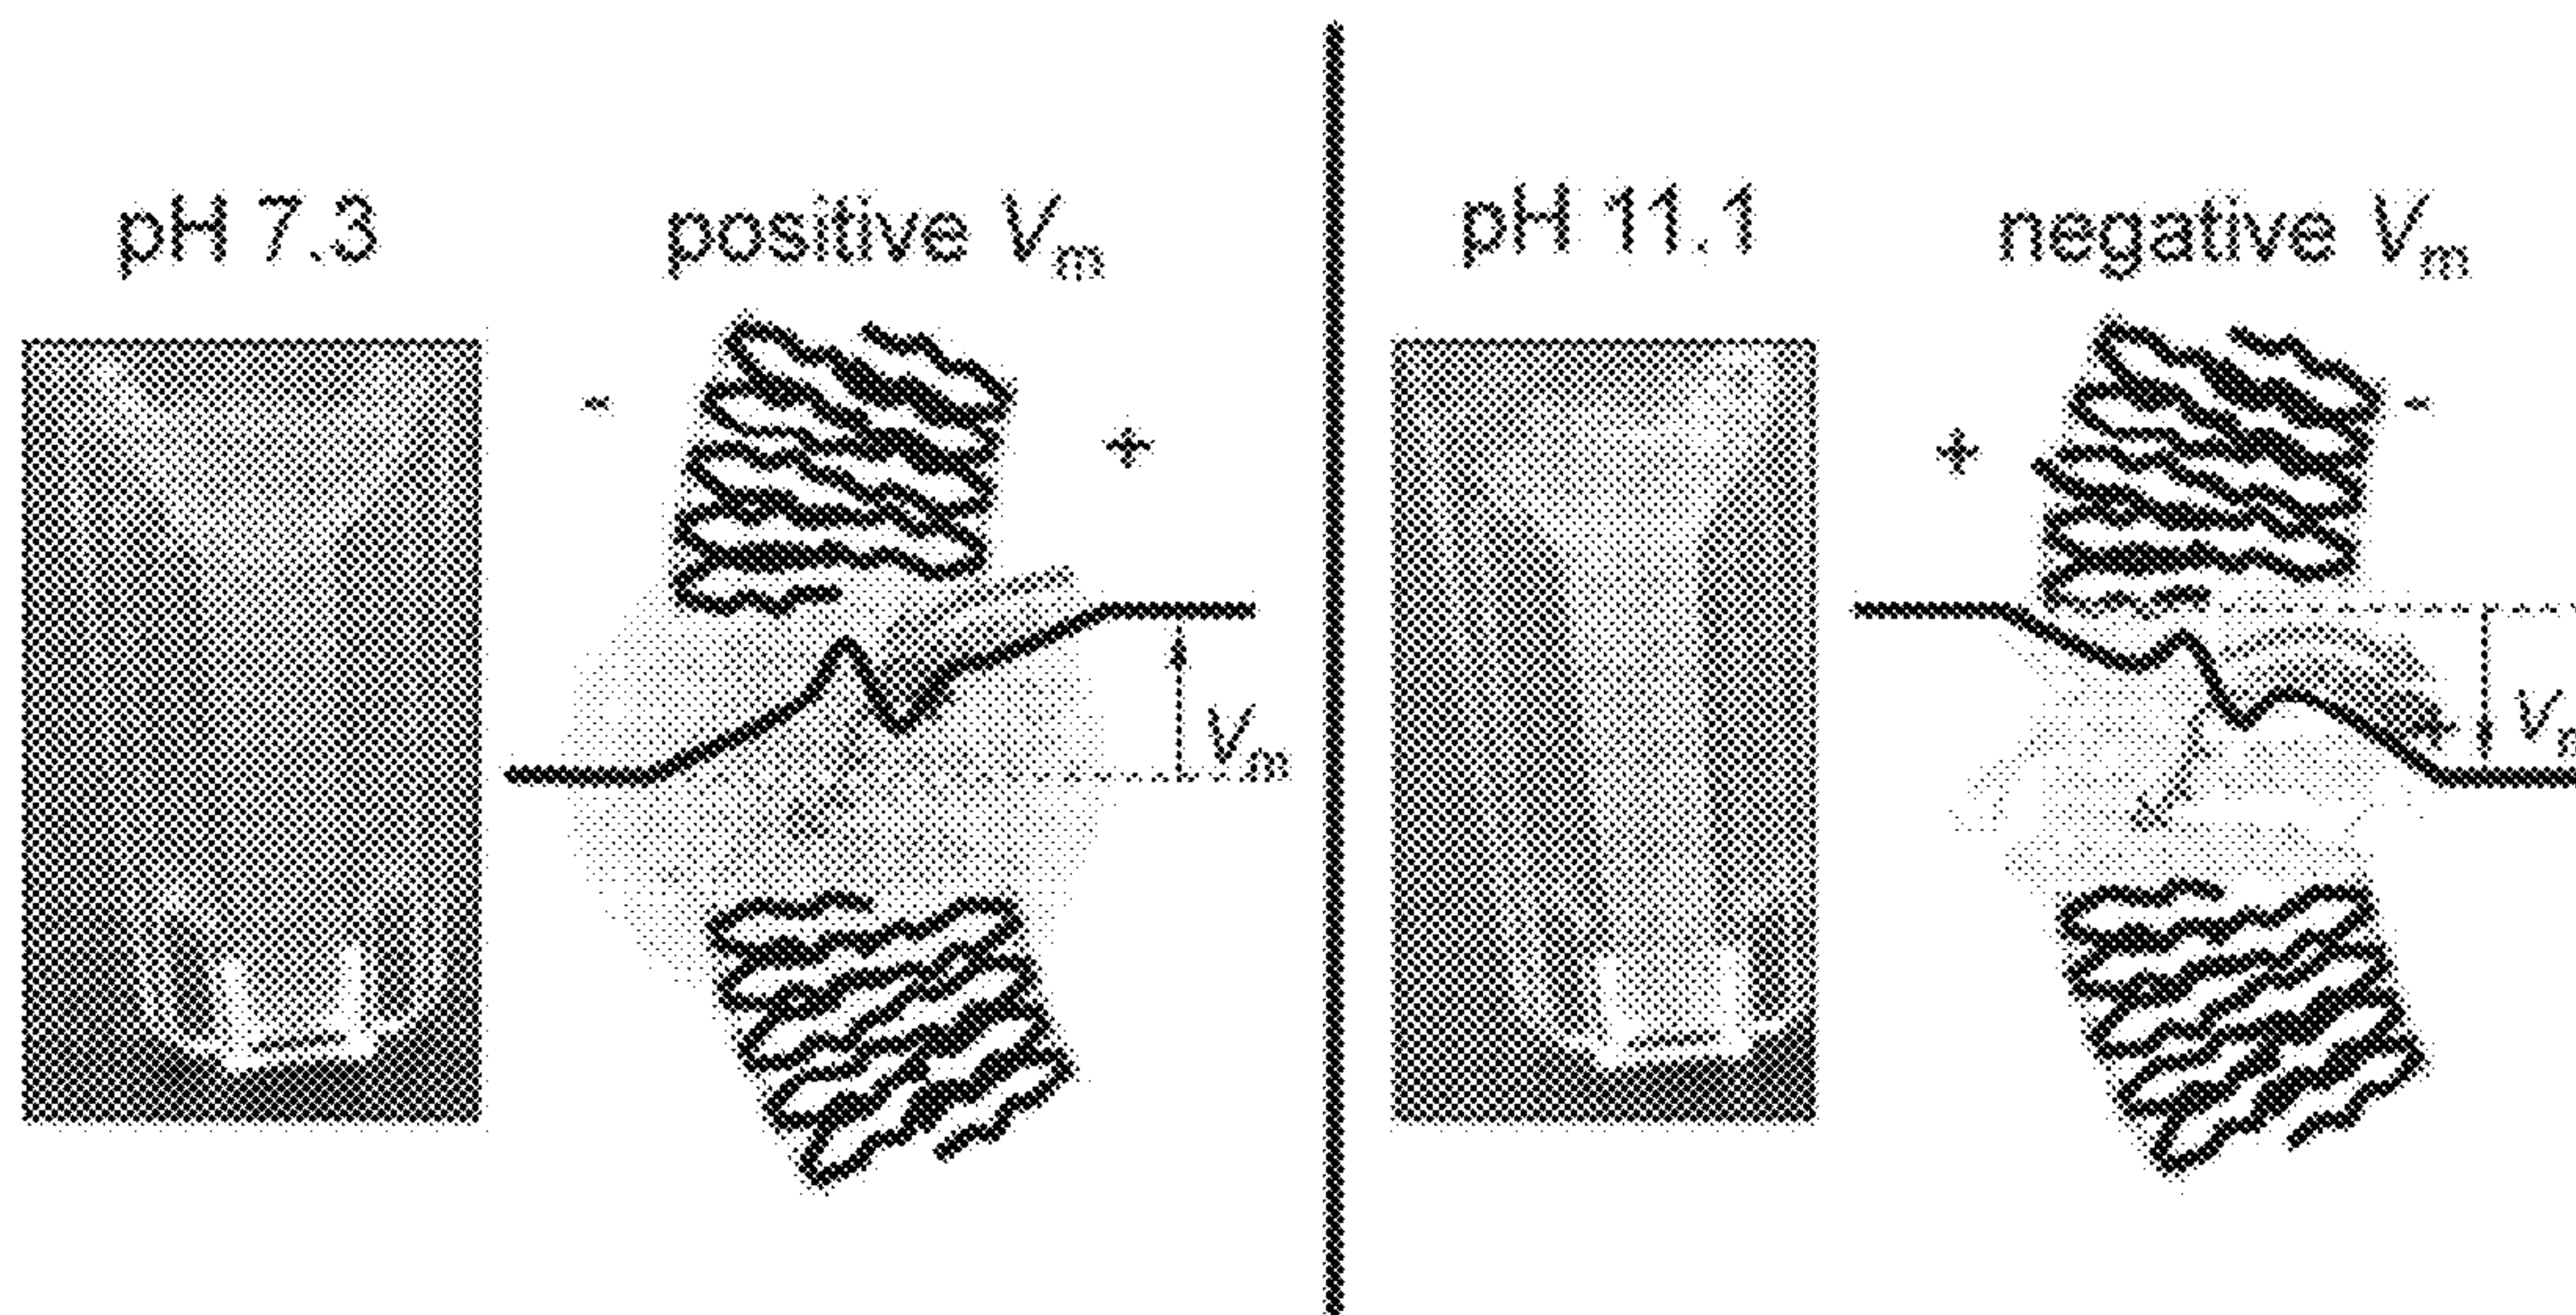 pH 7.3
positive Vm
-
+
Vm
pH 11.1
negative Vm
+
-
V